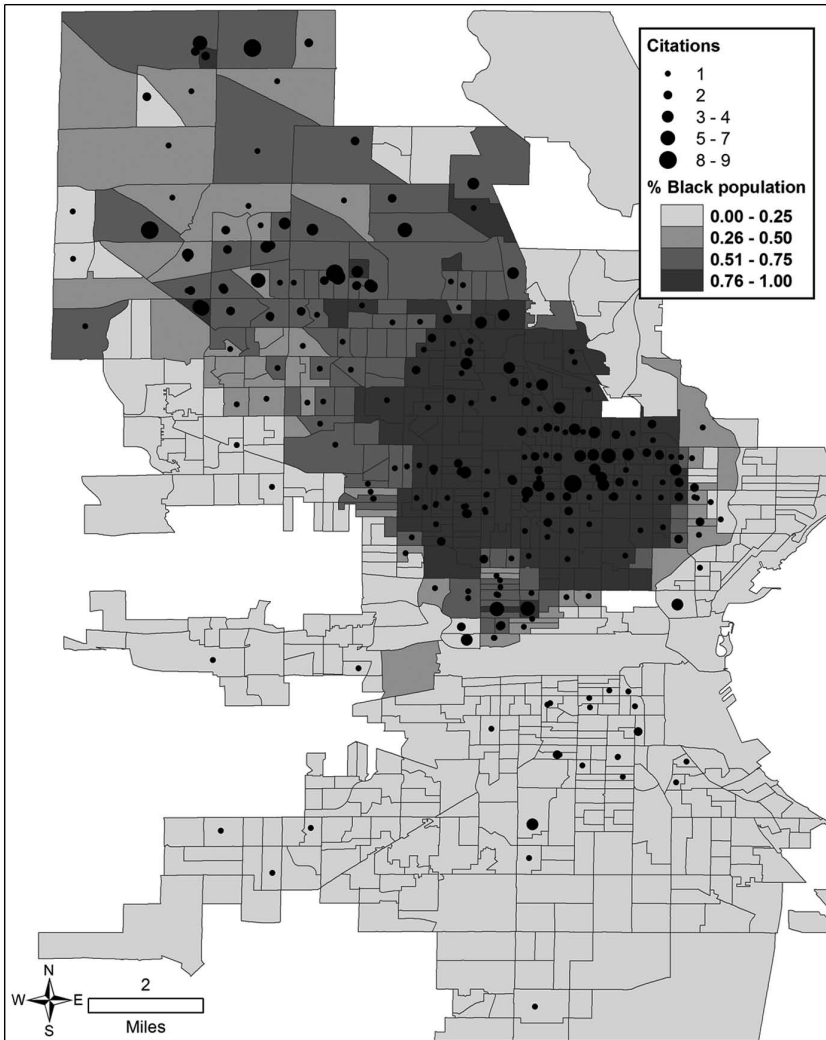 Citations
1
2
3 - 4
5 - 7
8 - 9
% Black population
0.00 - 0.25
0.26 - 0.50
0.51 - 0.75
0.76 - 1.00
N
W E
S
2
Miles